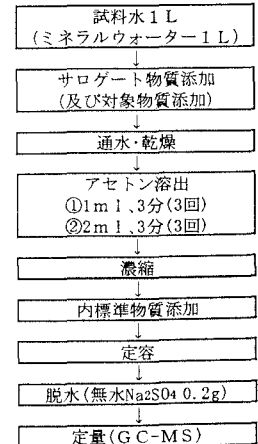 試料水１Ｌ
(ミネラルウォーター１Ｌ)
↓
サロゲート物質添加
(及び対象物質添加)
↓
通水・乾燥
↓
アセトン溶出
①1ｍｌ、3分(3回)
②2ｍｌ、3分(3回)
↓
濃縮
↓
内標準物質添加
↓
定容
↓
脱水(無水Na2SO4 0.2g)
↓
定量(ＧＣ-ＭＳ)